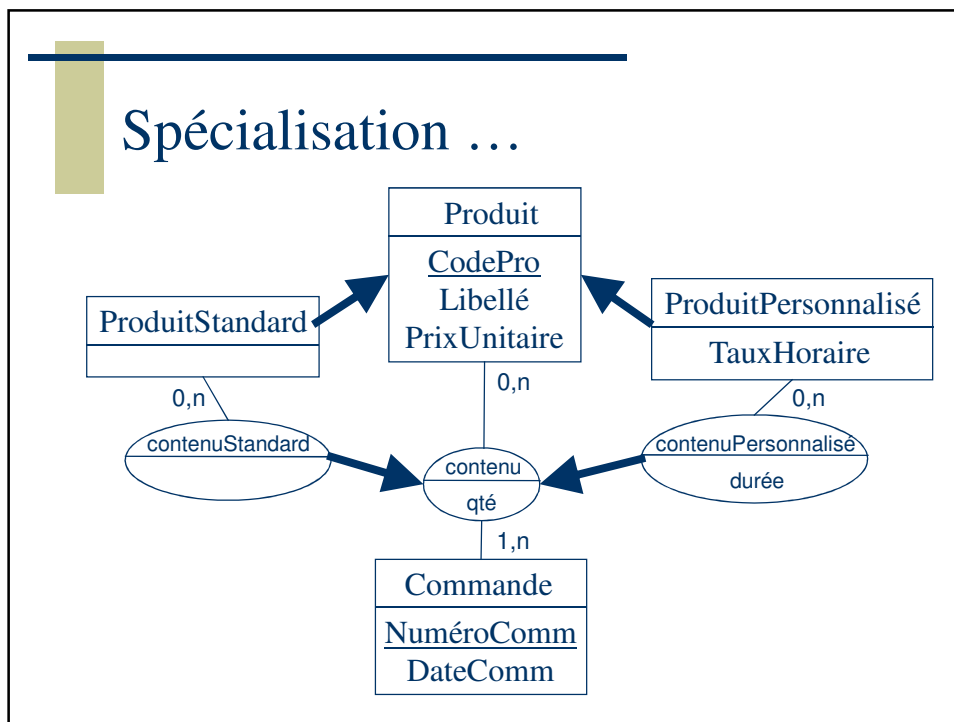 Spécialisation …
Produit
CodePro
Libellé
PrixUnitaire
ProduitStandard
ProduitPersonnalisé
TauxHoraire
0,n
0,n
0,n
contenuStandard
contenu
qté
contenuPersonnalisé
durée
1,n
Commande
NuméroComm
DateComm